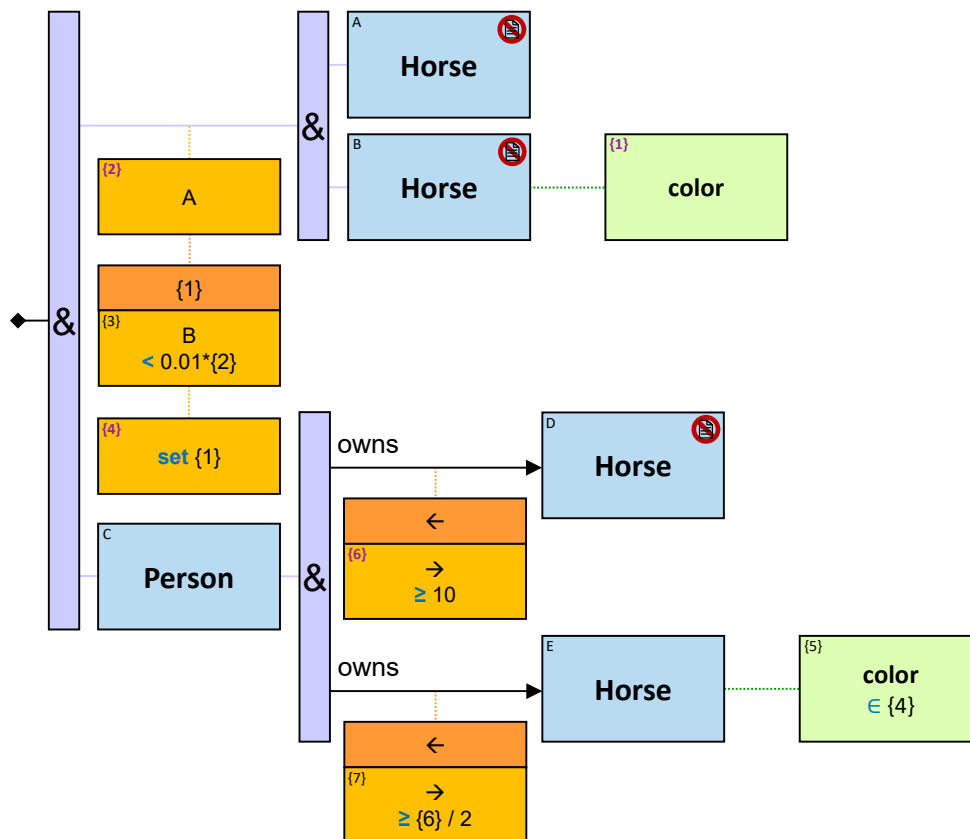 A
Horse
&
B
Horse
{1}
color
{2}
A
{1}
{3}
B
< 0.01*{2}
&
{4}
set {1}
C
Person
&
owns
D
Horse
←
{6}
→
≥ 10
owns
E
Horse
{5}
color
∈ {4}
←
{7}
→
≥ {6} / 2